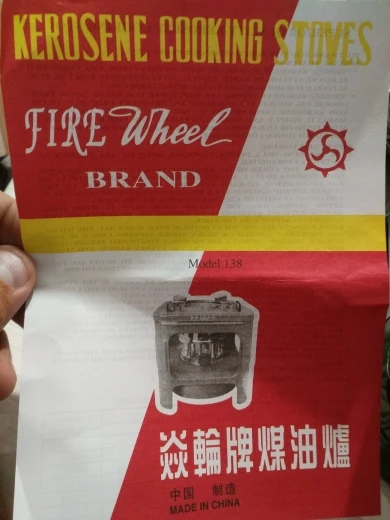 KEROSENE COOKING STOVES
FIRE Wheel
BRAND
Model 138
焱輪牌煤油爐
中国 制造
MADE IN CHINA